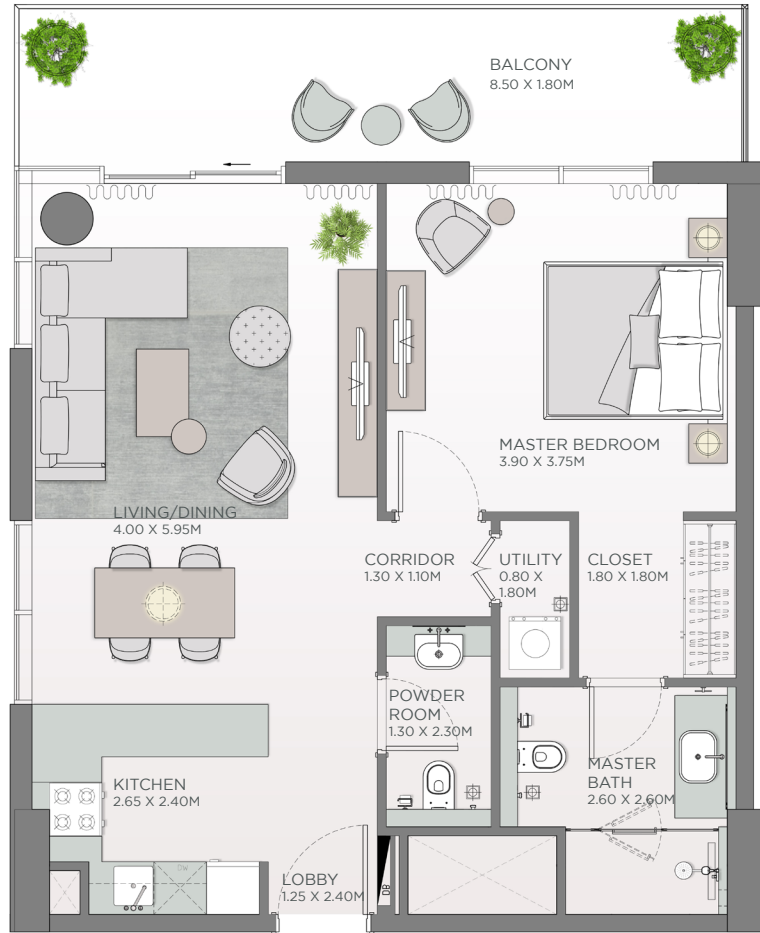 BALCONY
8.50 X 1.80M
MASTER BEDROOM
3.90 X 3.75M
LIVING/DINING
4.00 X 5.95M
CORRIDOR
1.30 X 1.10M
UTILITY
0.80 X
1.80M
CLOSET
1.80 X 1.80M
POWDER
ROOM
1.30 X 2.30M
MASTER
BATH
2.60 X 2.60M
KITCHEN
2.65 X 2.40M
DW
LOBBY
1.25 X 2.40M
DB